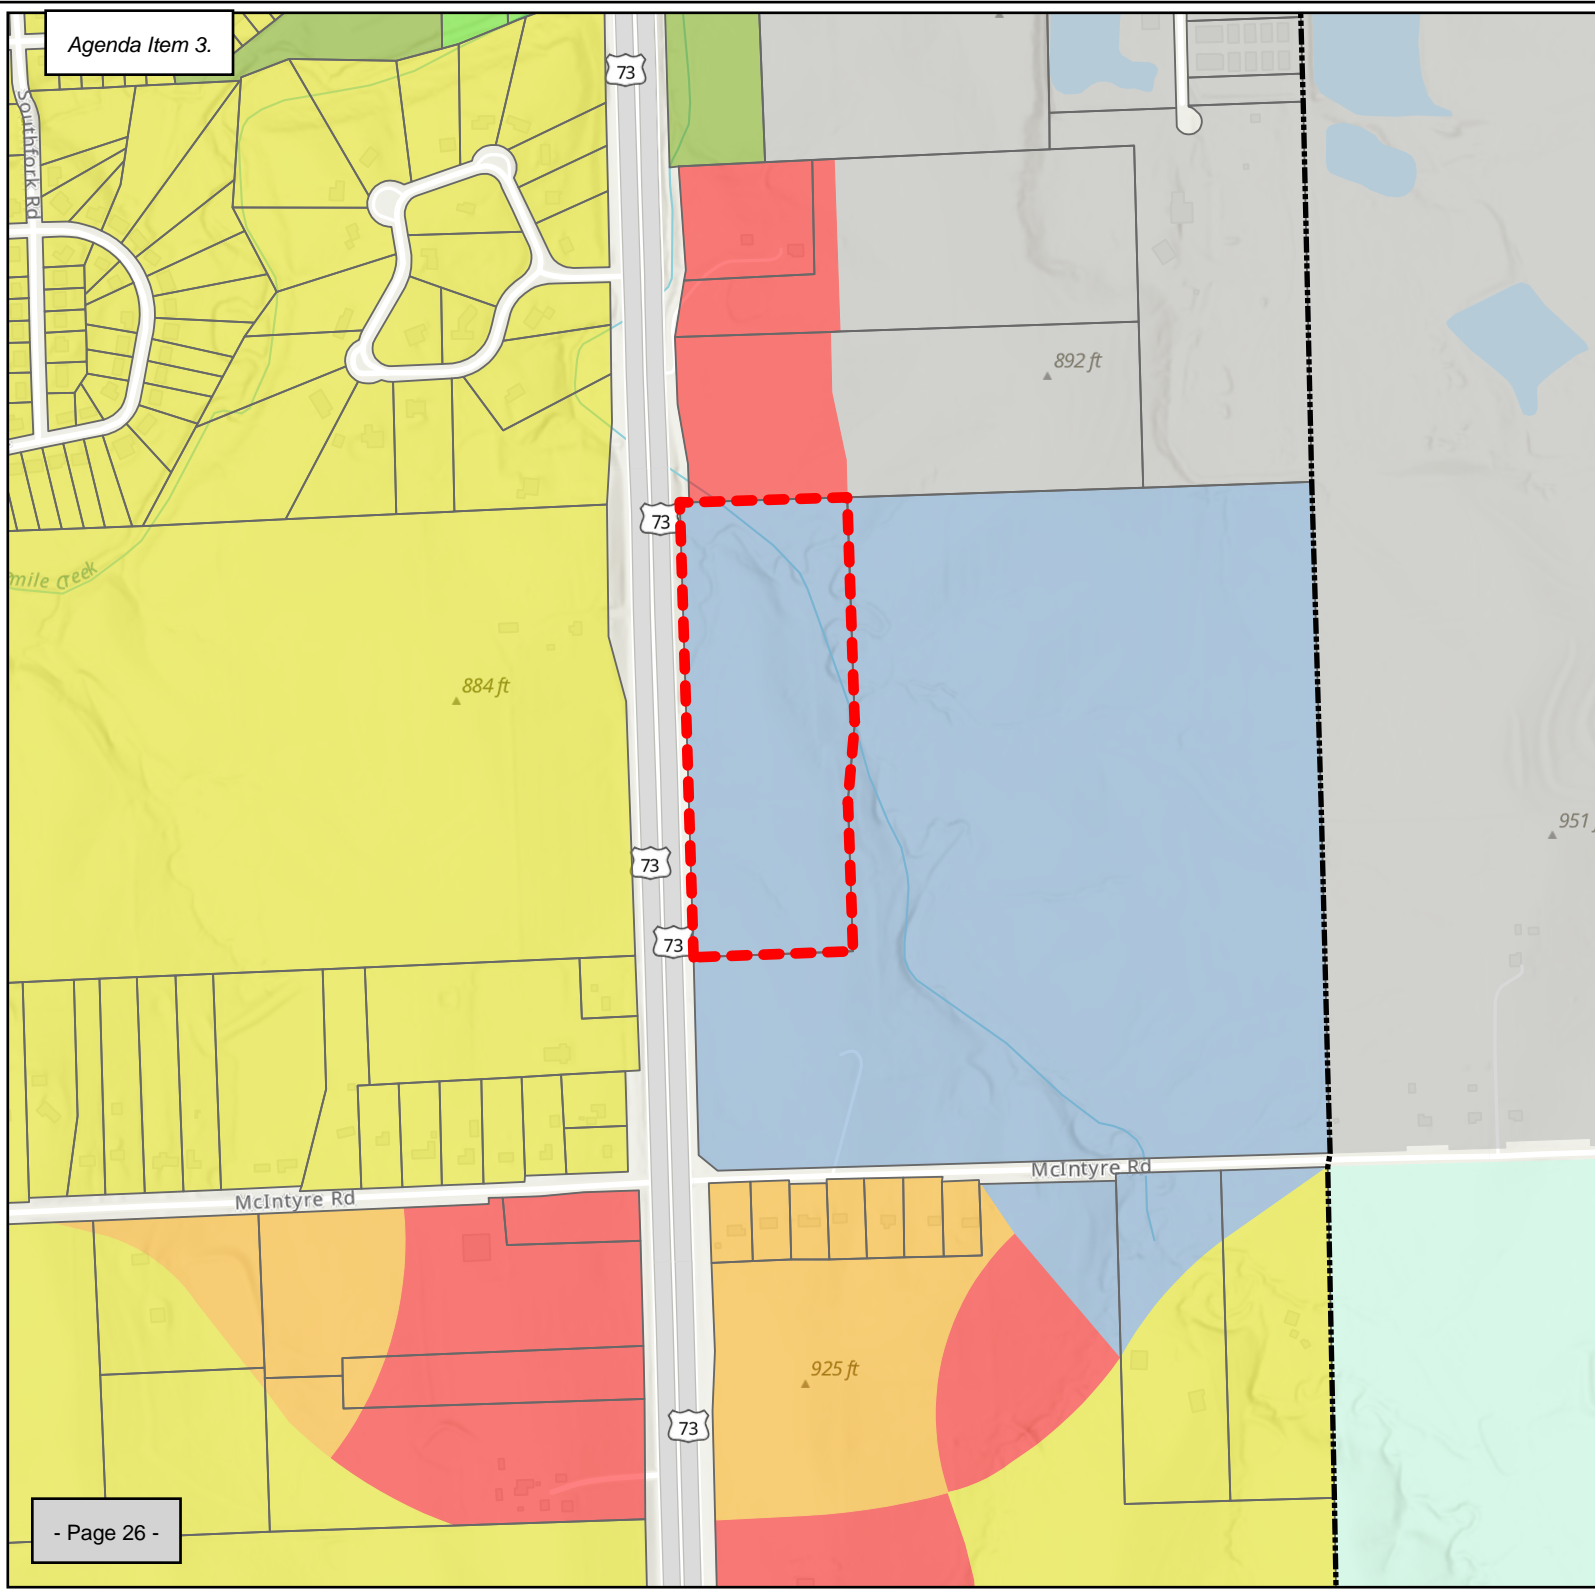 Agenda Item 3.
73
Southfork Rd
892 ft
73
mile Creek
884 ft
951
73
73
McIntyre Rd
McIntyre Rd
925 ft
73
- Page 26 -